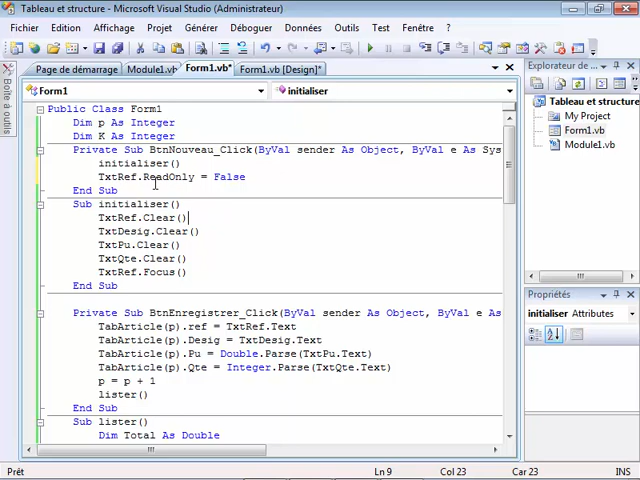 Tableau et structure - Microsoft Visual Studio (Administrateur)
Fichier Edition Affichage Projet Générer Déboguer Données Outils Test Fenêtre ?
Page de démarrage Module1.vb Form1.vb* Form1.vb [Design]*
Form1 initialiser
Boîte à outils
Public Class Form1
Dim p As Integer
Dim K As Integer
Private Sub BtnNouveau_Click(ByVal sender As Object, ByVal e As Sys
initialiser()
TxtRef.ReadOnly = False
End Sub
Sub initialiser()
TxtRef.Clear()
TxtDesig.Clear()
TxtPu.Clear()
TxtQte.Clear()
TxtRef.Focus()
End Sub
Private Sub BtnEnregistrer_Click(ByVal sender As Object, ByVal e As
TabArticle(p).ref = TxtRef.Text
TabArticle(p).Desig = TxtDesig.Text
TabArticle(p).Pu = Double.Parse(TxtPu.Text)
TabArticle(p).Qte = Integer.Parse(TxtQte.Text)
p = p + 1
lister()
End Sub
Sub lister()
Dim Total As Double
Explorateur de
Tableau et structure
My Project
Form1.vb
Module1.vb
Propriétés
initialiser Attributes
Prêt Ln 9 Col 23 Car 23 INS